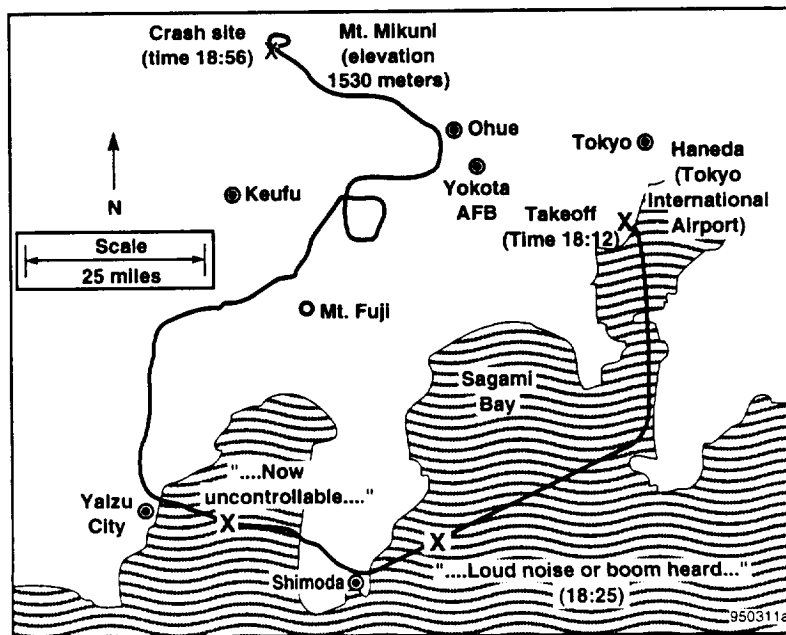 Crash site
(time 18:56)
Mt. Mikuni
(elevation
1530 meters)
Ohue
Tokyo
Haneda
(Tokyo
International
Airport)
Yokota
AFB
Keufu
N
Takeoff
(Time 18:12)
X
X
Scale
25 miles
Mt. Fuji
Sagami
Bay
"....Now
uncontrollable...."
Yaizu
City
X
X
Shimoda
"....Loud noise or boom heard..."
(18:25)
950311a